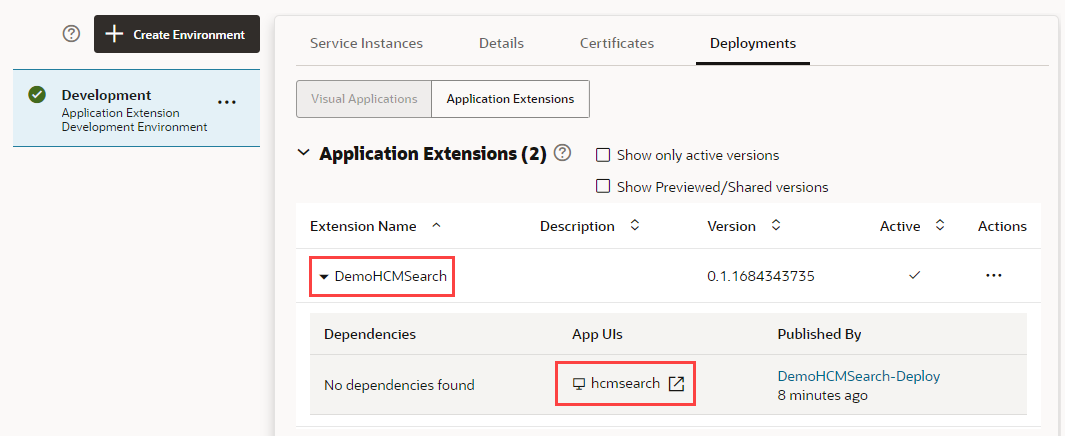 Create Environment
Development
Application Extension
Development Environment
Service Instances Details Certificates Deployments
Visual Applications Application Extensions
Application Extensions (2) Show only active versions
Show Previewed/Shared versions
Extension Name Description Version Active Actions
DemoHCMSearch 0.1.1684343735
Dependencies App UIs Published By
No dependencies found hcmsearch DemoHCMSearch-Deploy
8 minutes ago